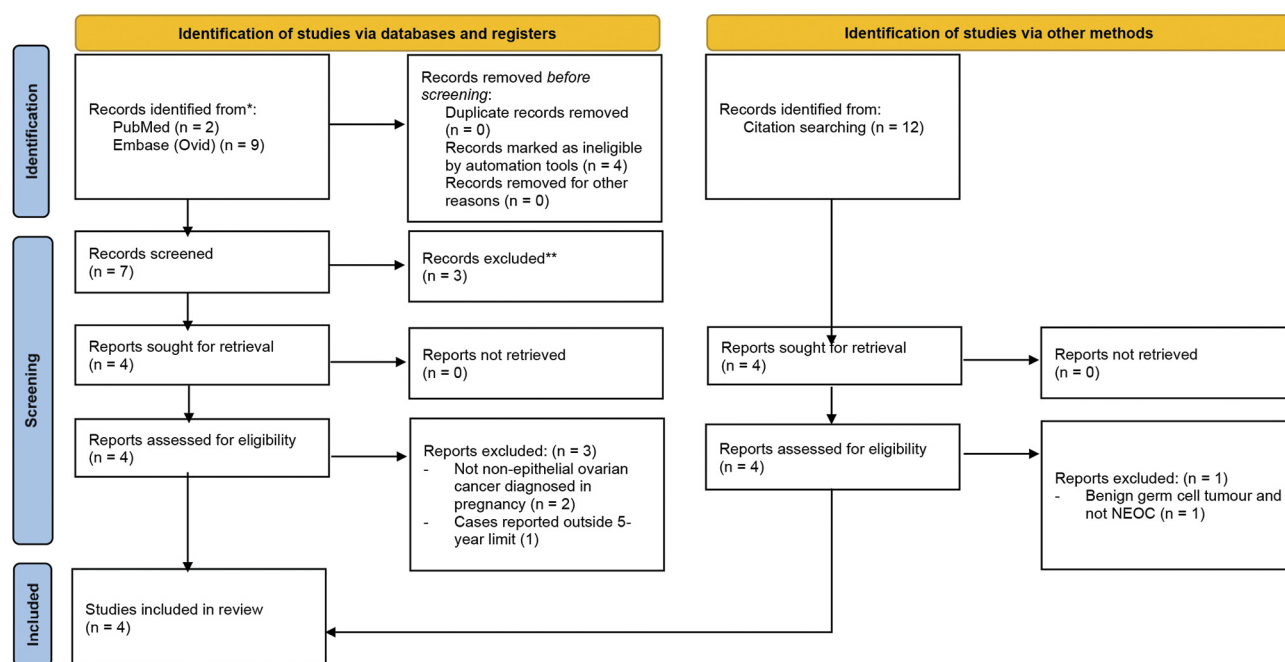 Identification of studies via databases and registers
Identification of studies via other methods
Identification
Records identified from*:
PubMed (n = 2)
Embase (Ovid) (n = 9)
Records removed before
screening:
Duplicate records removed
(n = 0)
Records marked as ineligible
by automation tools (n = 4)
Records removed for other
reasons (n = 0)
Records identified from:
Citation searching (n = 12)
Screening
Records screened
(n = 7)
Records excluded**
(n = 3)
Reports sought for retrieval
(n = 4)
Reports not retrieved
(n = 0)
Reports sought for retrieval
(n = 4)
Reports not retrieved
(n = 0)
Reports assessed for eligibility
(n = 4)
Reports excluded: (n = 3)
- Not non-epithelial ovarian
cancer diagnosed in
pregnancy (n = 2)
- Cases reported outside 5-
year limit (1)
Reports assessed for eligibility
(n = 4)
Reports excluded: (n = 1)
- Benign germ cell tumour and
not NEOC (n = 1)
Included
Studies included in review
(n = 4)